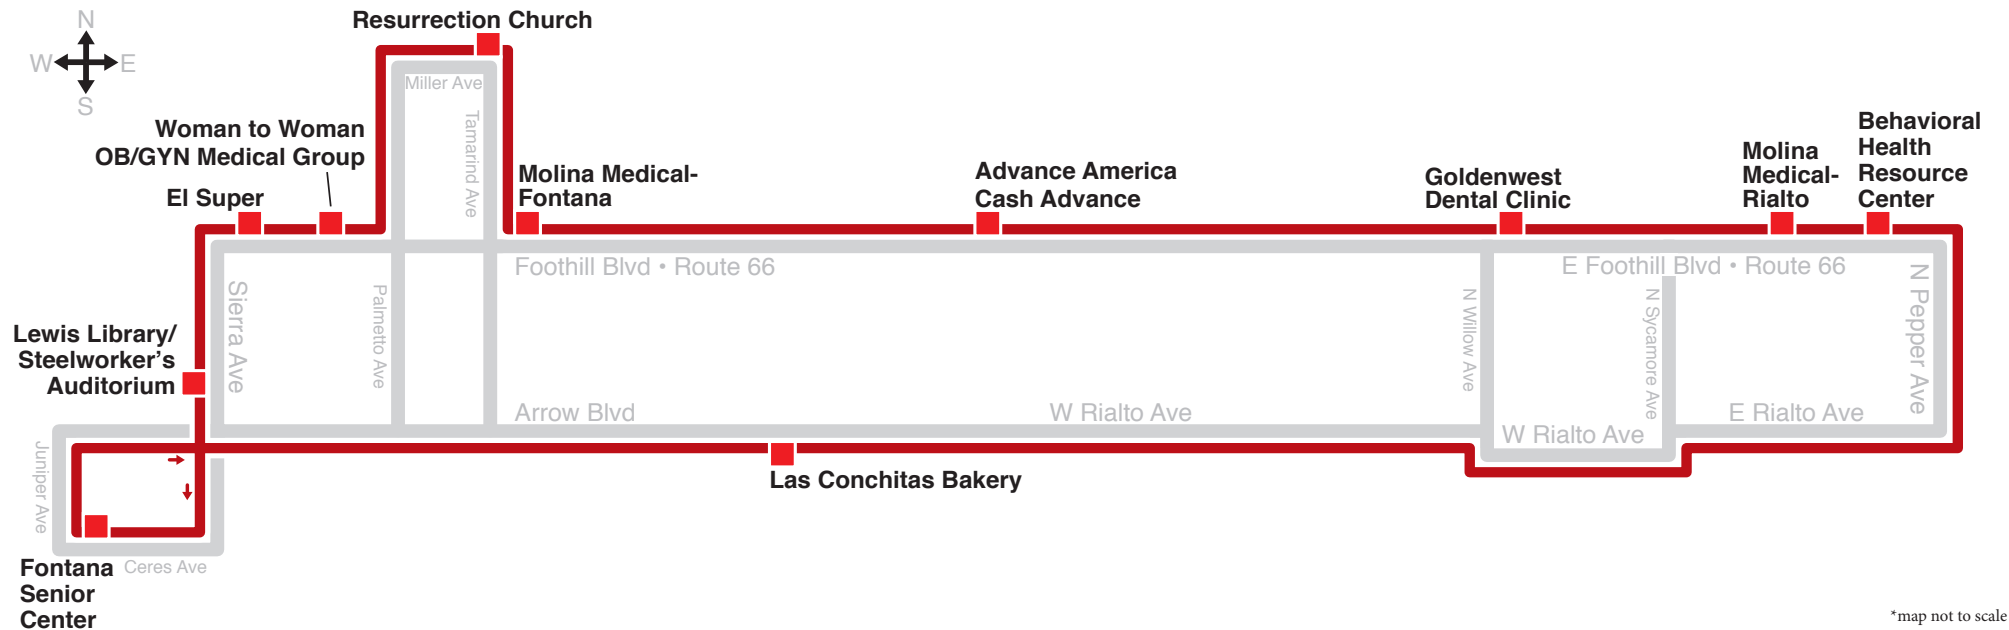 N
W
E
S
Resurrection Church
Miller Ave
Tamarind Ave
Woman to Woman
OB/GYN Medical Group
El Super
Molina Medical-
Fontana
Advance America
Cash Advance
Goldenwest
Dental Clinic
Molina
Medical-
Rialto
Behavioral
Health
Resource
Center
Foothill Blvd • Route 66
E Foothill Blvd • Route 66
Sierra Ave
Palmetto Ave
N Willow Ave
N Sycamore Ave
N Pepper Ave
Lewis Library/
Steelworker's
Auditorium
Arrow Blvd
W Rialto Ave
W Rialto Ave
E Rialto Ave
Juniper Ave
Las Conchitas Bakery
Ceres Ave
Fontana
Senior
Center
*map not to scale